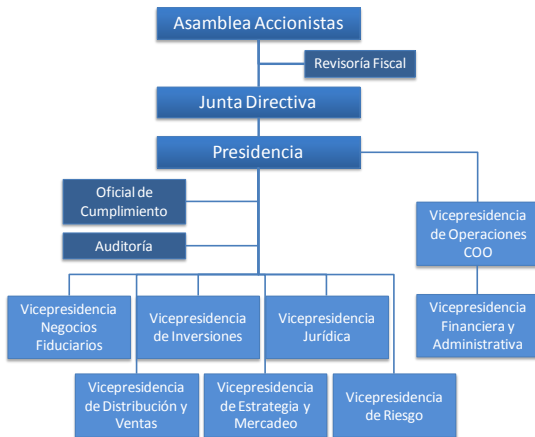 Asamblea Accionistas
Revisoría Fiscal
Junta Directiva
Presidencia
Oficial de
Cumplimiento
Auditoría
Vicepresidencia
de Operaciones
COO
Vicepresidencia
Negocios
Fiduciarios
Vicepresidencia
de Inversiones
Vicepresidencia
Jurídica
Vicepresidencia
Financiera y
Administrativa
Vicepresidencia
de Distribución y
Ventas
Vicepresidencia
de Estrategia y
Mercadeo
Vicepresidencia
de Riesgo